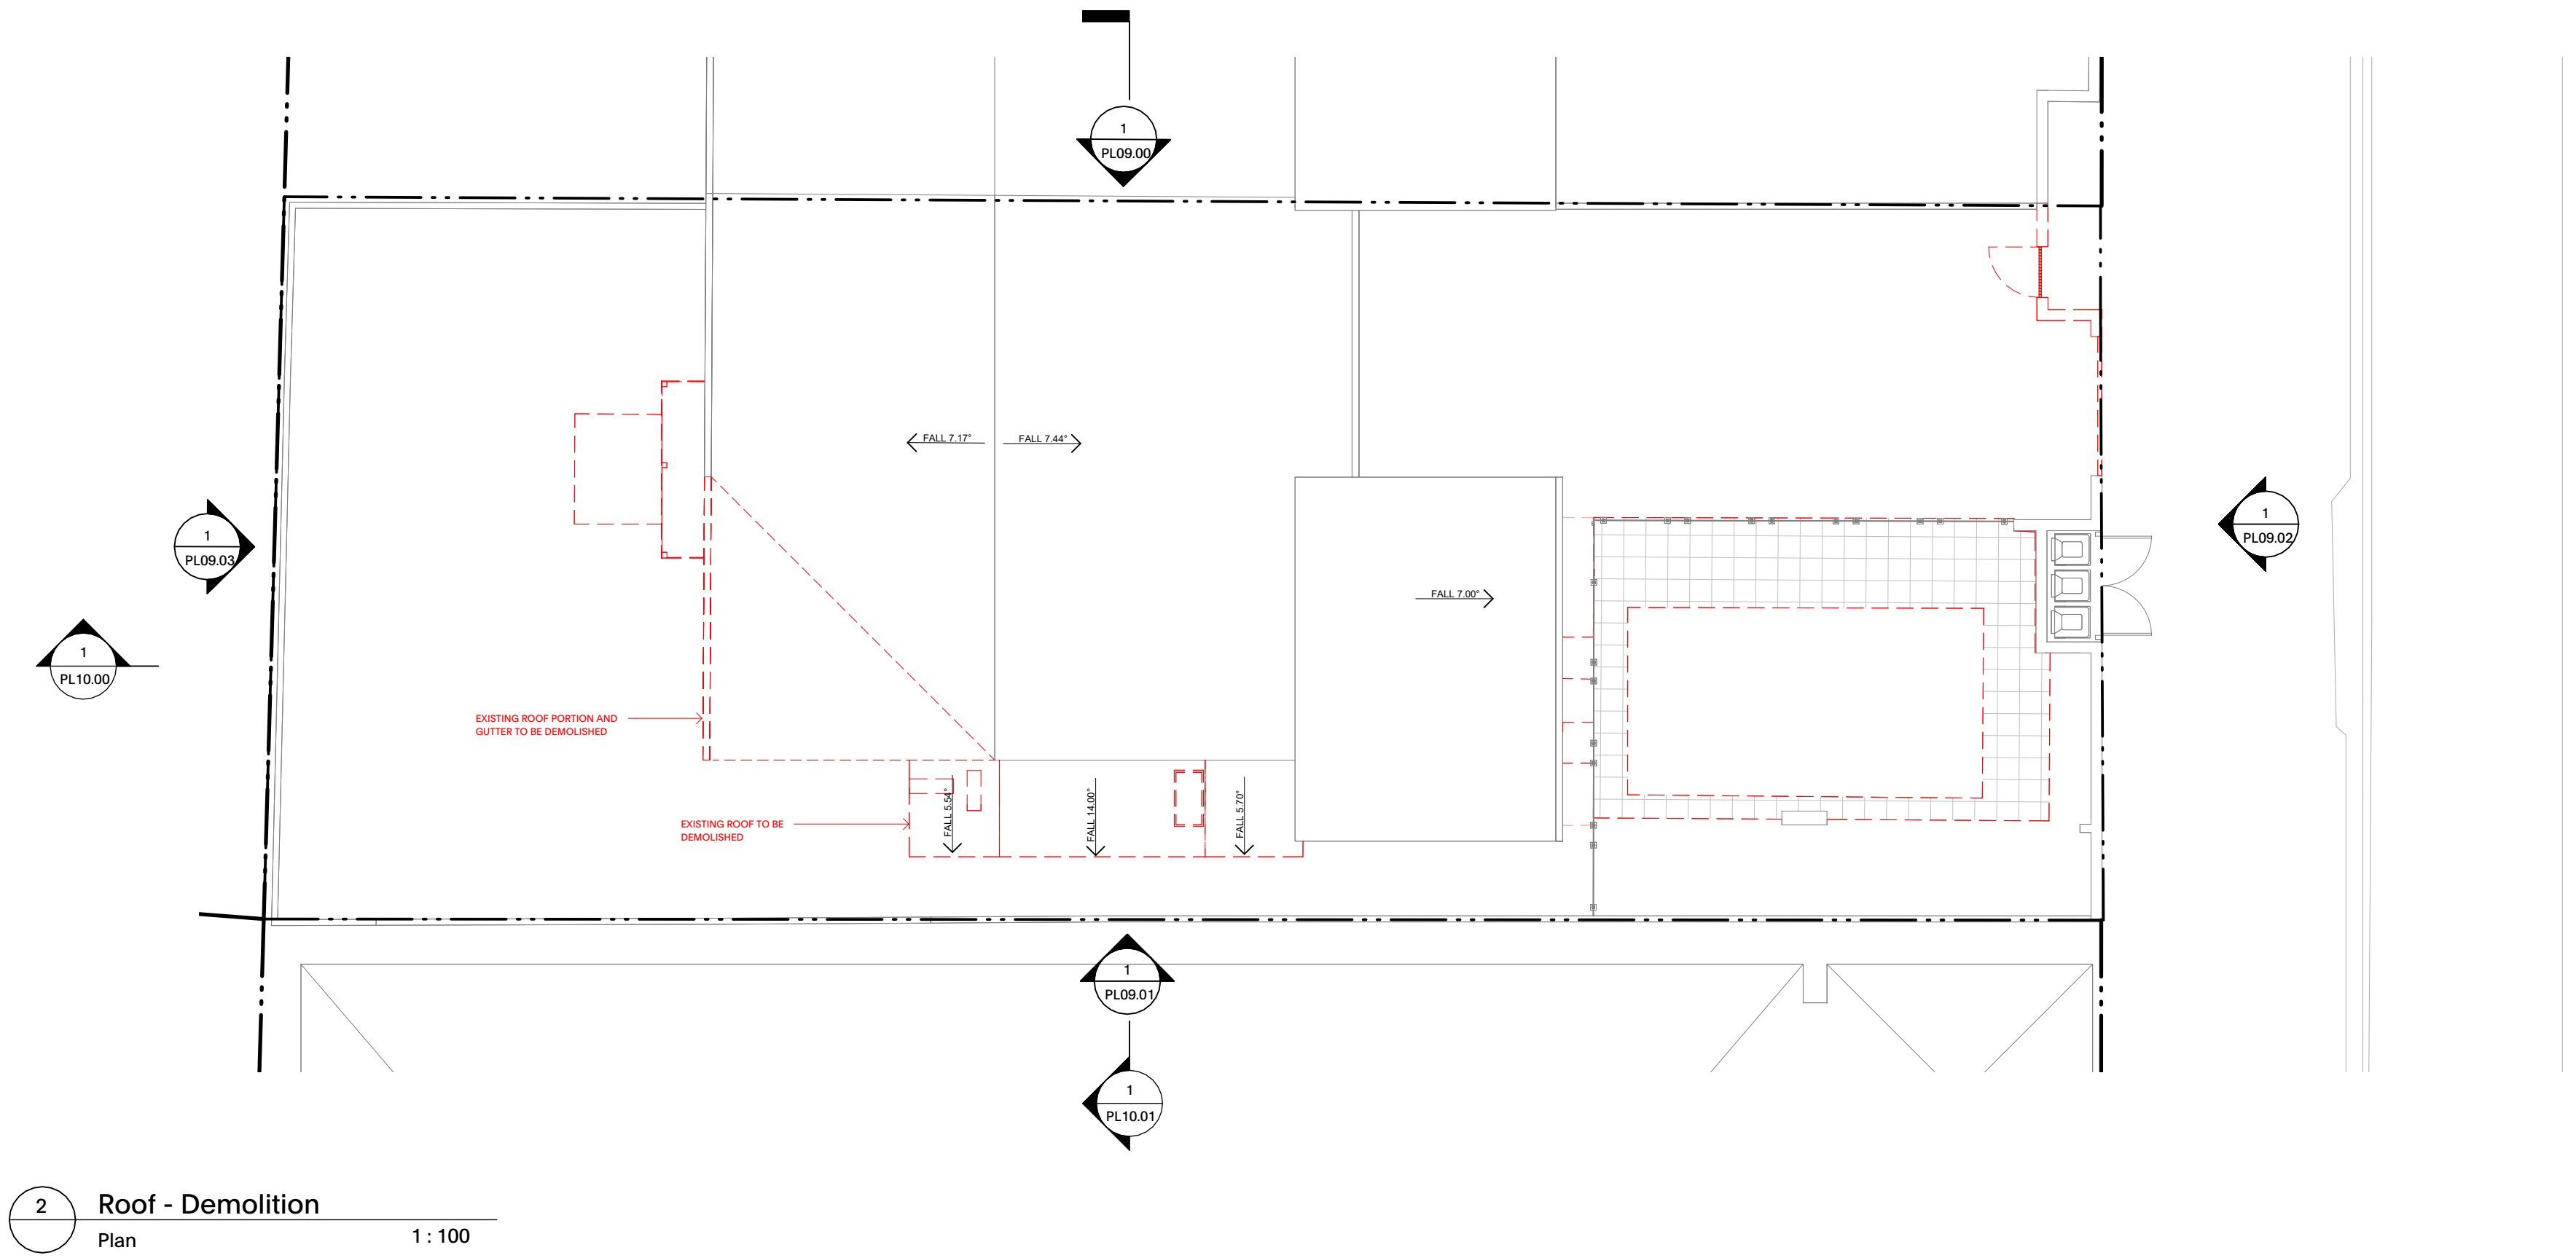 1
PL09.00
FALL 7.17°
FALL 7.44°
1
PL09.03
1
PL09.02
FALL 7.00°
1
PL10.00
EXISTING ROOF PORTION AND
GUTTER TO BE DEMOLISHED
EXISTING ROOF TO BE
DEMOLISHED
FALL 5.54°
FALL 14.00°
FALL 5.70°
1
PL09.01
1
PL10.01
2
Roof - Demolition
Plan
1 : 100